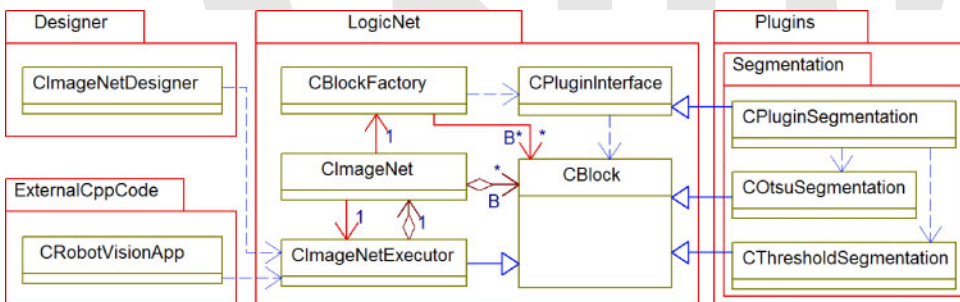 Designer
LogicNet
Plugins
CImageNetDesigner
CBlockFactory
CPluginInterface
Segmentation
CPluginSegmentation
1
B*
*
CImageNet
*
B
CBlock
COtsuSegmentation
ExternalCppCode
1
1
CRobotVisionApp
CImageNetExecutor
CThresholdSegmentation